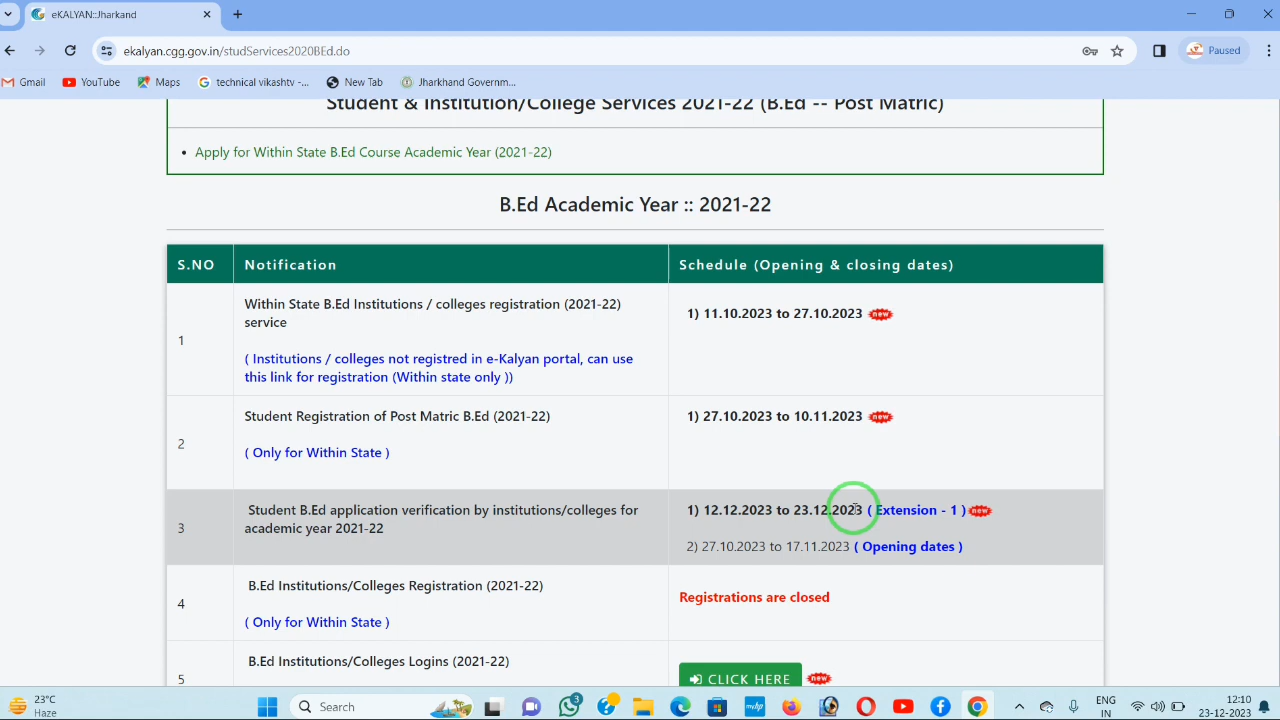 eKALYAN:Jharkand
ekalyan.cgg.gov.in/studServices2020BEd.do
Paused
Gmail
YouTube
Maps
technical vikashtv -...
New Tab
Jharkhand Governm...
Student & Institution/College Services 2021-22 (B.Ed -- Post Matric)
• Apply for Within State B.Ed Course Academic Year (2021-22)
B.Ed Academic Year :: 2021-22
S.NO Notification Schedule (Opening & closing dates)
1
Within State B.Ed Institutions / colleges registration (2021-22)
service
( Institutions / colleges not registred in e-Kalyan portal, can use
this link for registration (Within state only ))
1) 11.10.2023 to 27.10.2023 new
2
Student Registration of Post Matric B.Ed (2021-22)
( Only for Within State )
1) 27.10.2023 to 10.11.2023 new
3
Student B.Ed application verification by institutions/colleges for
academic year 2021-22
1) 12.12.2023 to 23.12.2023 ( Extension - 1 ) new
2) 27.10.2023 to 17.11.2023 ( Opening dates )
4
B.Ed Institutions/Colleges Registration (2021-22)
( Only for Within State )
Registrations are closed
5
B.Ed Institutions/Colleges Logins (2021-22)
CLICK HERE new
23°C
Haze
Search
3
mAdhp
ENG
IN
12:10
23-12-2023